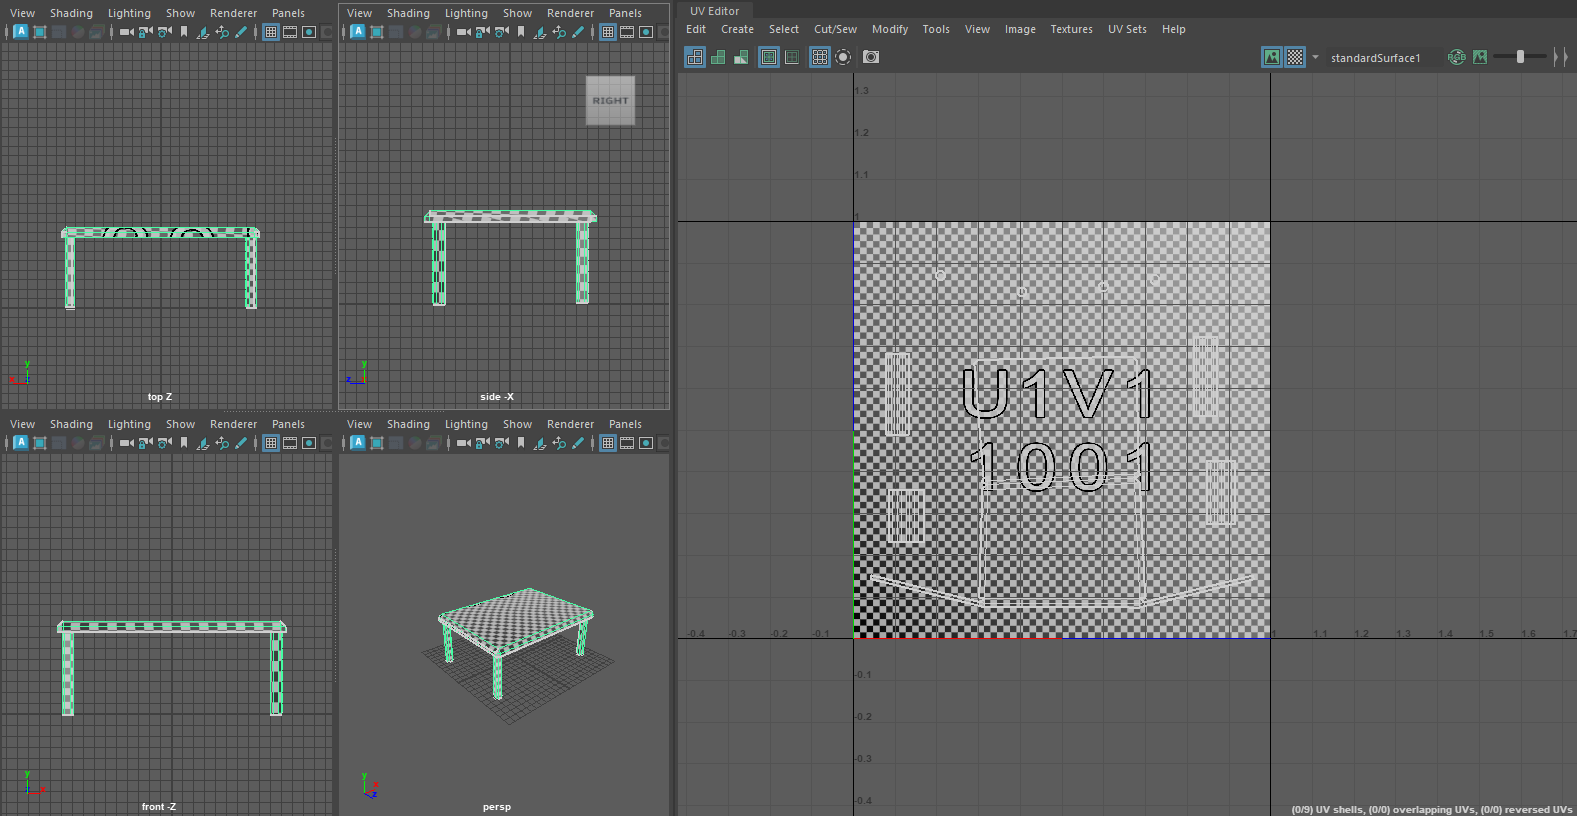 View Shading Lighting Show Renderer Panels
View Shading Lighting Show Renderer Panels
UV Editor
Edit Create Select Cut/Sew Modify Tools View Image Textures UV Sets Help
A
A
standardSurface1
RGB
RIGHT
1.3
1.2
1.1
1
U1V1
1001
y
x
z
top Z
y
z
side -X
View Shading Lighting Show Renderer Panels
View Shading Lighting Show Renderer Panels
A
A
-0.4 -0.3 -0.2 -0.1 1 1.1 1.2 1.3 1.4 1.5 1.6 1.7
-0.1
-0.2
-0.3
-0.4
y
z
x
front -Z
y
x
z
persp
(0/9) UV shells, (0/0) overlapping UVs, (0/0) reversed UVs